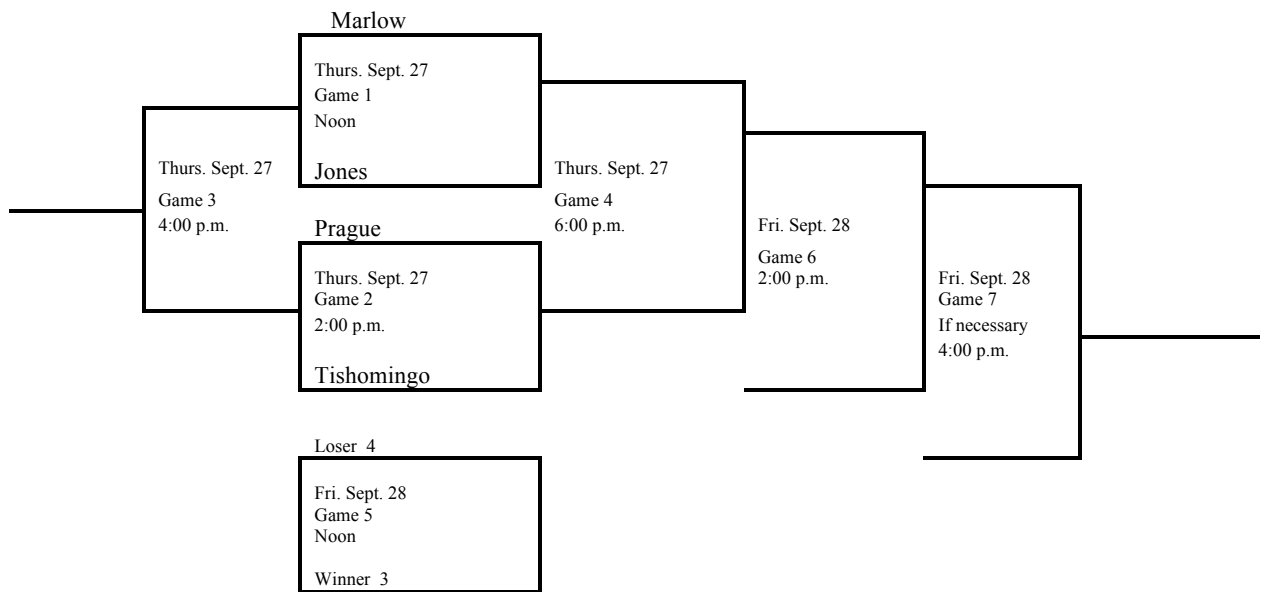 Marlow
Thurs. Sept. 27
Game 1
Noon
Jones
Thurs. Sept. 27
Game 3
4:00 p.m.
Thurs. Sept. 27
Game 4
6:00 p.m.
Prague
Thurs. Sept. 27
Game 2
2:00 p.m.
Tishomingo
Fri. Sept. 28
Game 6
2:00 p.m.
Fri. Sept. 28
Game 7
If necessary
4:00 p.m.
Loser 4
Fri. Sept. 28
Game 5
Noon
Winner 3